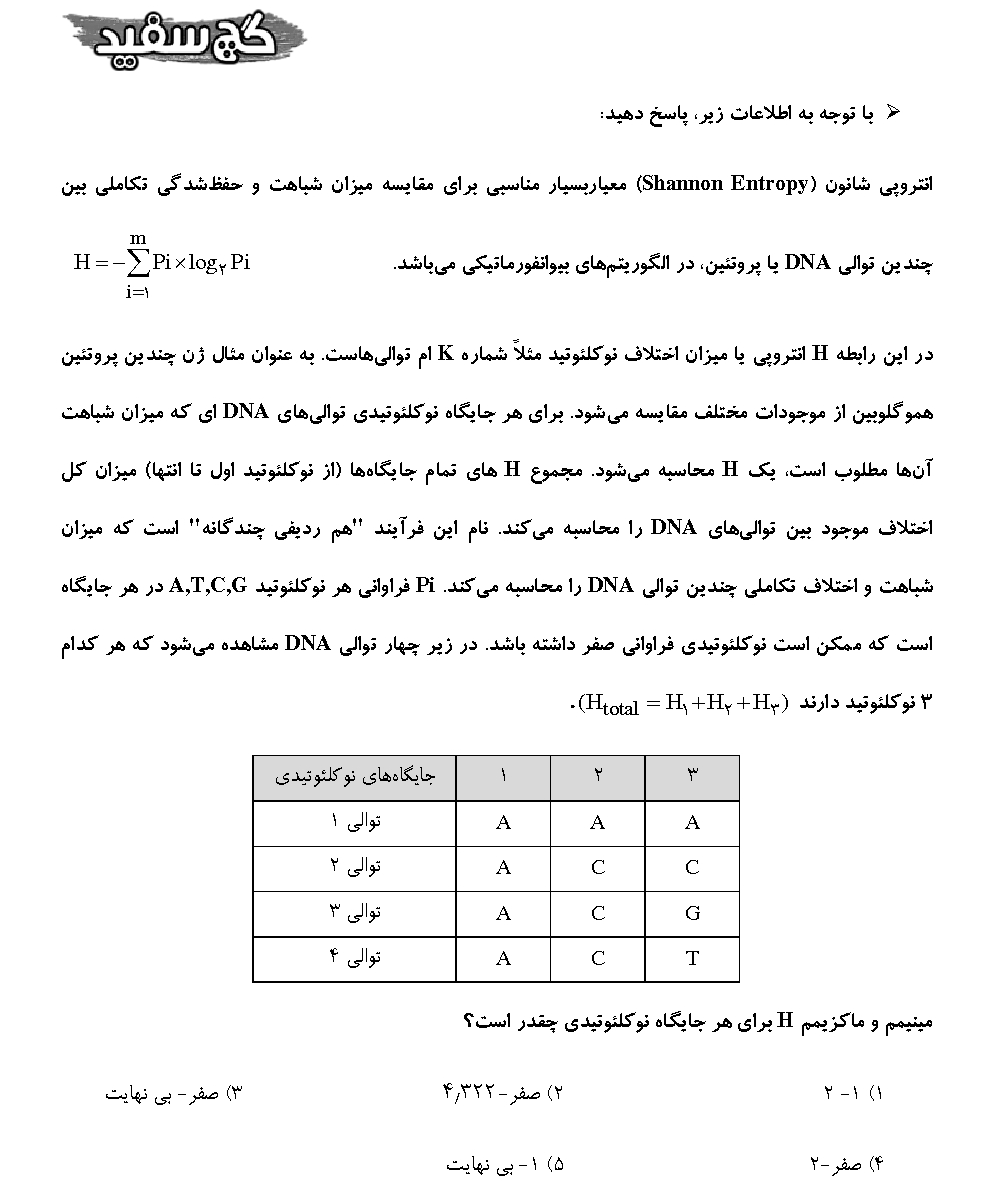 گچ سفید
➢ با توجه به اطلاعات زیر، پاسخ دهید:
انتروپی شانون (Shannon Entropy) معیاربسیار مناسبی برای مقایسه میزان شباهت و حفظ‌شدگی تکاملی بین
چندین توالی DNA یا پروتئین، در الگوریتم‌های بیوانفورماتیکی می‌باشد. H = −∑_{i=۱}^{m} Pi × log_۲ Pi
در این رابطه H انتروپی یا میزان اختلاف نوکلئوتید مثلاً شماره K ام توالی‌هاست. به عنوان مثال ژن چندین پروتئین
هموگلوبین از موجودات مختلف مقایسه می‌شود. برای هر جایگاه نوکلئوتیدی توالی‌های DNA ای که میزان شباهت
آن‌ها مطلوب است، یک H محاسبه می‌شود. مجموع H های تمام جایگاه‌ها (از نوکلئوتید اول تا انتها) میزان کل
اختلاف موجود بین توالی‌های DNA را محاسبه می‌کند. نام این فرآیند "هم ردیفی چندگانه" است که میزان
شباهت و اختلاف تکاملی چندین توالی DNA را محاسبه می‌کند. Pi فراوانی هر نوکلئوتید A,T,C,G در هر جایگاه
است که ممکن است نوکلئوتیدی فراوانی صفر داشته باشد. در زیر چهار توالی DNA مشاهده می‌شود که هر کدام
۳ نوکلئوتید دارند (H_total = H_۱ + H_۲ + H_۳).
جایگاه‌های نوکلئوتیدی ۱ ۲ ۳
توالی ۱ A A A
توالی ۲ A C C
توالی ۳ A C G
توالی ۴ A C T
مینیمم و ماکزیمم H برای هر جایگاه نوکلئوتیدی چقدر است؟
۱) ۱- ۲ ۲) صفر-۴٫۳۲۲ ۳) صفر- بی نهایت
۴) صفر-۲ ۵) ۱- بی نهایت